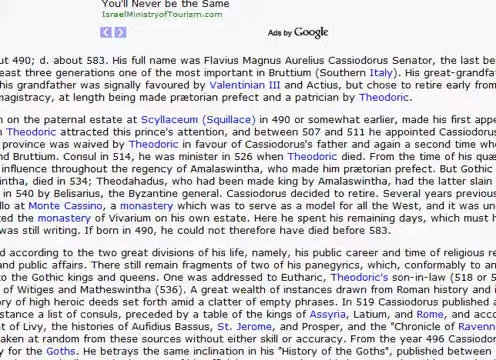 You'll Never be the Same
IsraelMinistryofTourism.com
Ads by Google
ut 490; d. about 583. His full name was Flavius Magnus Aurelius Cassiodorus Senator, the last be
east three generations one of the most important in Bruttium (Southern Italy). His great-grandfa
his grandfather was signally favoured by Valentinian III and Actius, but chose to retire early from
magistracy, at length being made prætorian prefect and a patrician by Theodoric.
n on the paternal estate at Scyllaceum (Squillace) in 490 or somewhat earlier, made his first appe
n Theodoric attracted this prince's attention, and between 507 and 511 he appointed Cassiodorus
province was waived by Theodoric in favour of Cassiodorus's father and again a second time whe
nd Bruttium. Consul in 514, he was minister in 526 when Theodoric died. From the time of his quæ
influence throughout the regency of Amalaswintha, who made him prætorian prefect. But Gothic
intha, died in 534; Theodahadus, who had been made king by Amalaswintha, had the latter slain
in 540 by Belisarius, the Byzantine general. Cassiodorus decided to retire. Several years previous
llo at Monte Cassino, a monastery which was to serve as a model for all the West, and it was un
ted the monastery of Vivarium on his own estate. Here he spent his remaining days, which must h
was still writing. If born in 490, he could not therefore have died before 583.
d according to the two great divisions of his life, namely, his public career and time of religious re
and public affairs. There still remain fragments of two of his panegyrics, which, conformably to an
to the Gothic kings and queens. One was addressed to Eutharic, Theodoric's son-in-law (518 or 5
of Witiges and Matheswintha (536). A great wealth of instances drawn from Roman history and i
ory of high heroic deeds set forth amid a clatter of empty phrases. In 519 Cassiodorus published a
stance a list of consuls, preceded by a table of the kings of Assyria, Latium, and Rome, and acco
nt of Livy, the histories of Aufidius Bassus, St. Jerome, and Prosper, and the "Chronicle of Ravenn
taken at random from these sources without either skill or accuracy. From the year 496 Cassiodor
y for the Goths. He betrays the same inclination in his "History of the Goths", published between